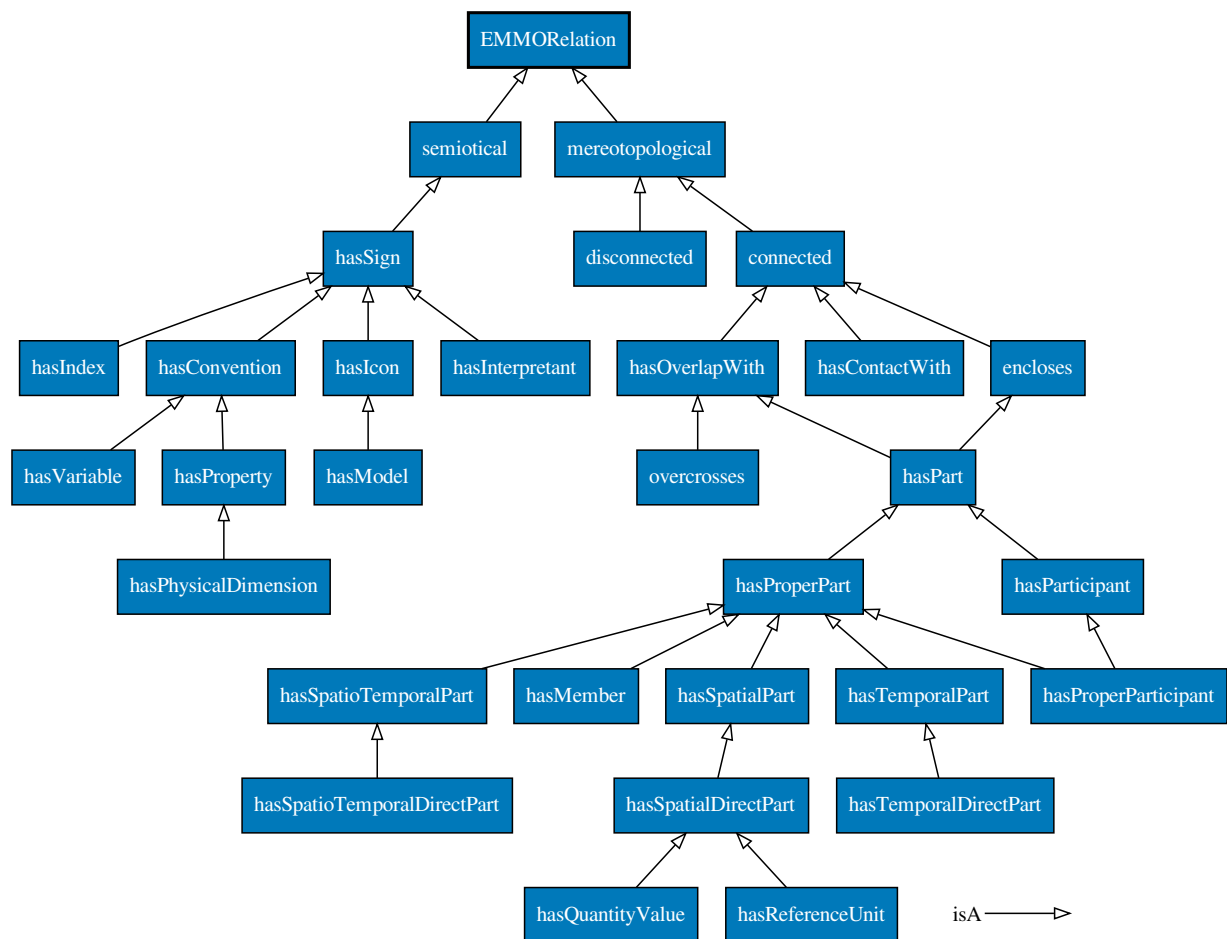 EMMORelation
semiotical
mereotopological
hasSign
disconnected
connected
hasIndex
hasConvention
hasIcon
hasInterpretant
hasOverlapWith
hasContactWith
encloses
hasVariable
hasProperty
hasModel
overcrosses
hasPart
hasPhysicalDimension
hasProperPart
hasParticipant
hasSpatioTemporalPart
hasMember
hasSpatialPart
hasTemporalPart
hasProperParticipant
hasSpatioTemporalDirectPart
hasSpatialDirectPart
hasTemporalDirectPart
hasQuantityValue
hasReferenceUnit
isA